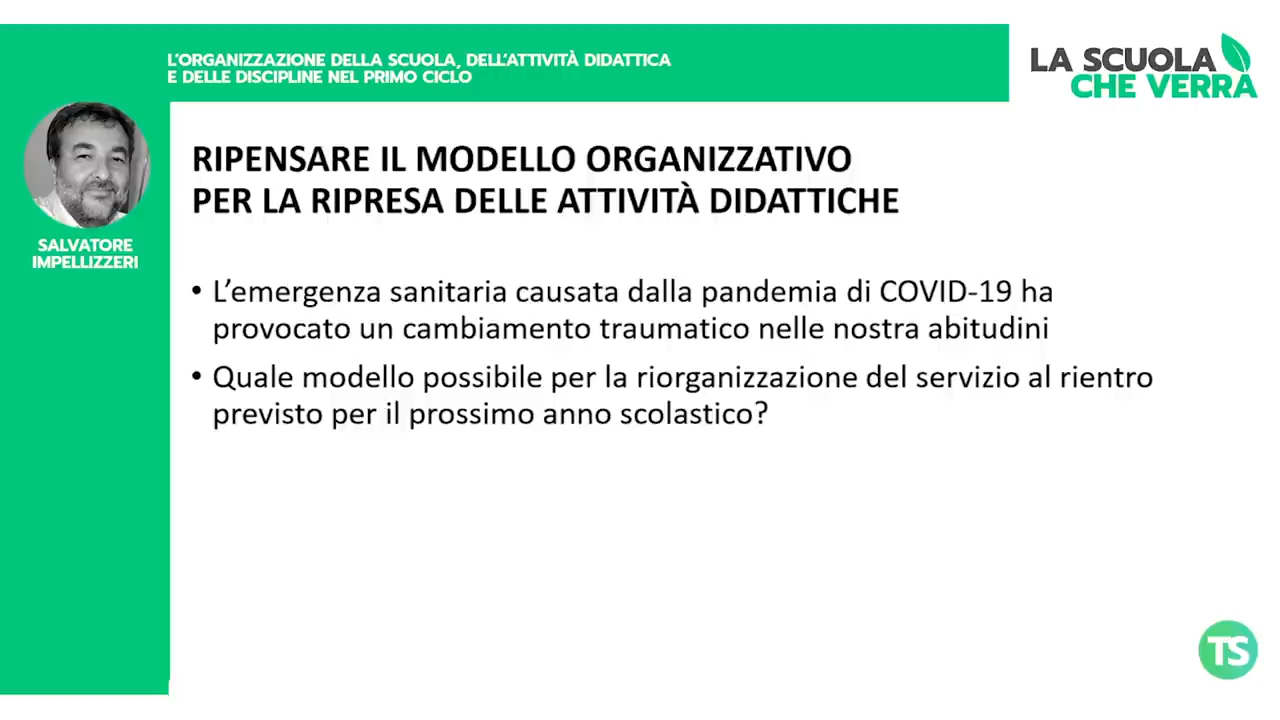 L'ORGANIZZAZIONE DELLA SCUOLA, DELL'ATTIVITÀ DIDATTICA
E DELLE DISCIPLINE NEL PRIMO CICLO
LA SCUOLA
CHE VERRÀ
SALVATORE
IMPELLIZZERI
RIPENSARE IL MODELLO ORGANIZZATIVO
PER LA RIPRESA DELLE ATTIVITÀ DIDATTICHE
• L'emergenza sanitaria causata dalla pandemia di COVID-19 ha
provocato un cambiamento traumatico nelle nostra abitudini
• Quale modello possibile per la riorganizzazione del servizio al rientro
previsto per il prossimo anno scolastico?
TS